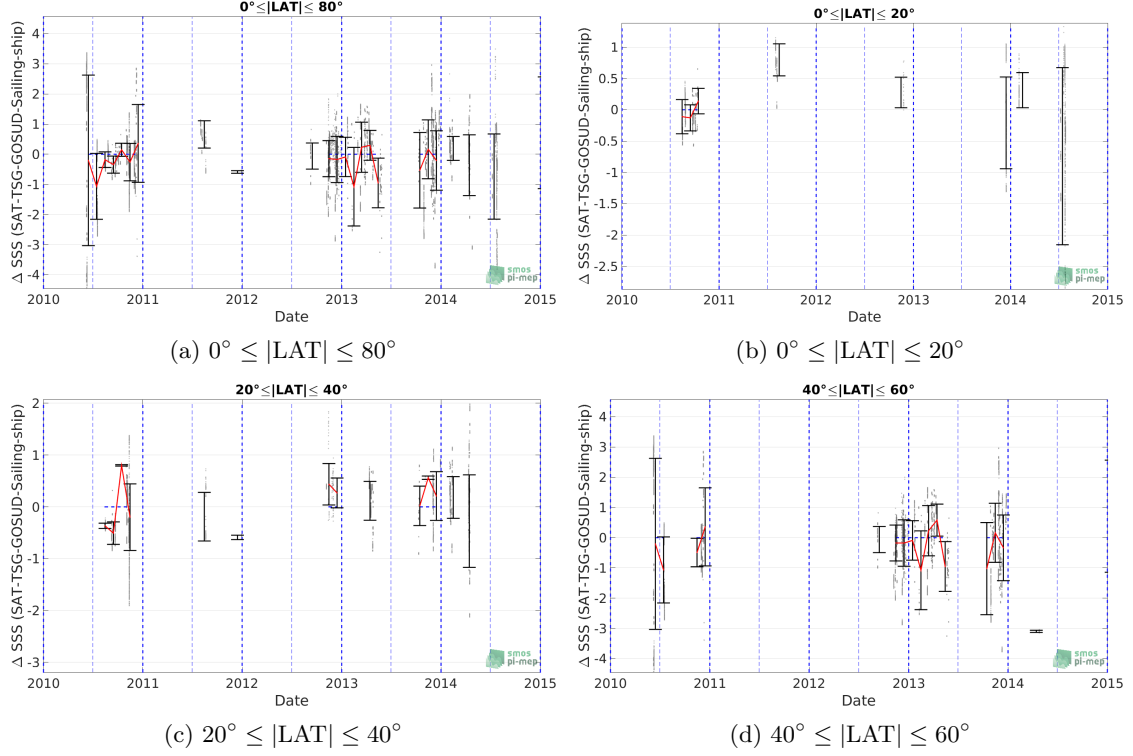 0°≤|LAT|≤ 80°
Δ SSS (SAT-TSG-GOSUD-Sailing-ship)
4
3
2
1
0
-1
-2
-3
-4
2010 2011 2012 2013 2014 2015
Date
smos
pi-mep
(a) 0° ≤ |LAT| ≤ 80°
0°≤|LAT|≤ 20°
Δ SSS (SAT-TSG-GOSUD-Sailing-ship)
1
0.5
0
-0.5
-1
-1.5
-2
-2.5
2010 2011 2012 2013 2014 2015
Date
smos
pi-mep
(b) 0° ≤ |LAT| ≤ 20°
20°≤|LAT|≤ 40°
Δ SSS (SAT-TSG-GOSUD-Sailing-ship)
2
1
0
-1
-2
-3
2010 2011 2012 2013 2014 2015
Date
smos
pi-mep
(c) 20° ≤ |LAT| ≤ 40°
40°≤|LAT|≤ 60°
Δ SSS (SAT-TSG-GOSUD-Sailing-ship)
4
3
2
1
0
-1
-2
-3
-4
2010 2011 2012 2013 2014 2015
Date
smos
pi-mep
(d) 40° ≤ |LAT| ≤ 60°